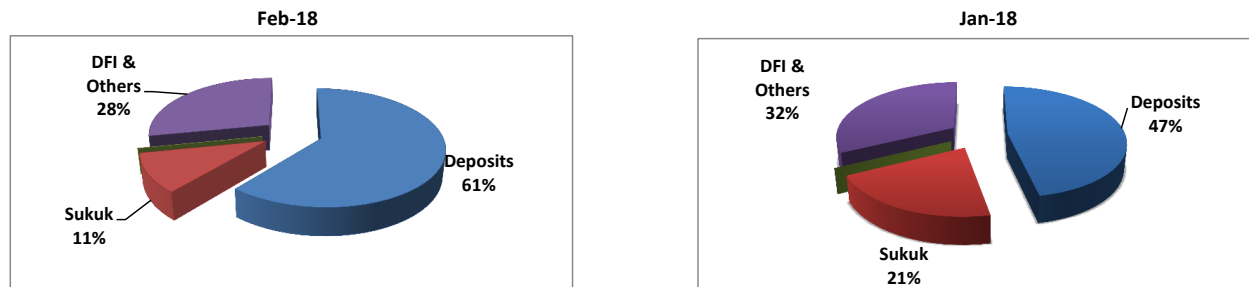 Feb-18
DFI &
Others
28%
Deposits
61%
Sukuk
11%
Jan-18
DFI &
Others
32%
Deposits
47%
Sukuk
21%